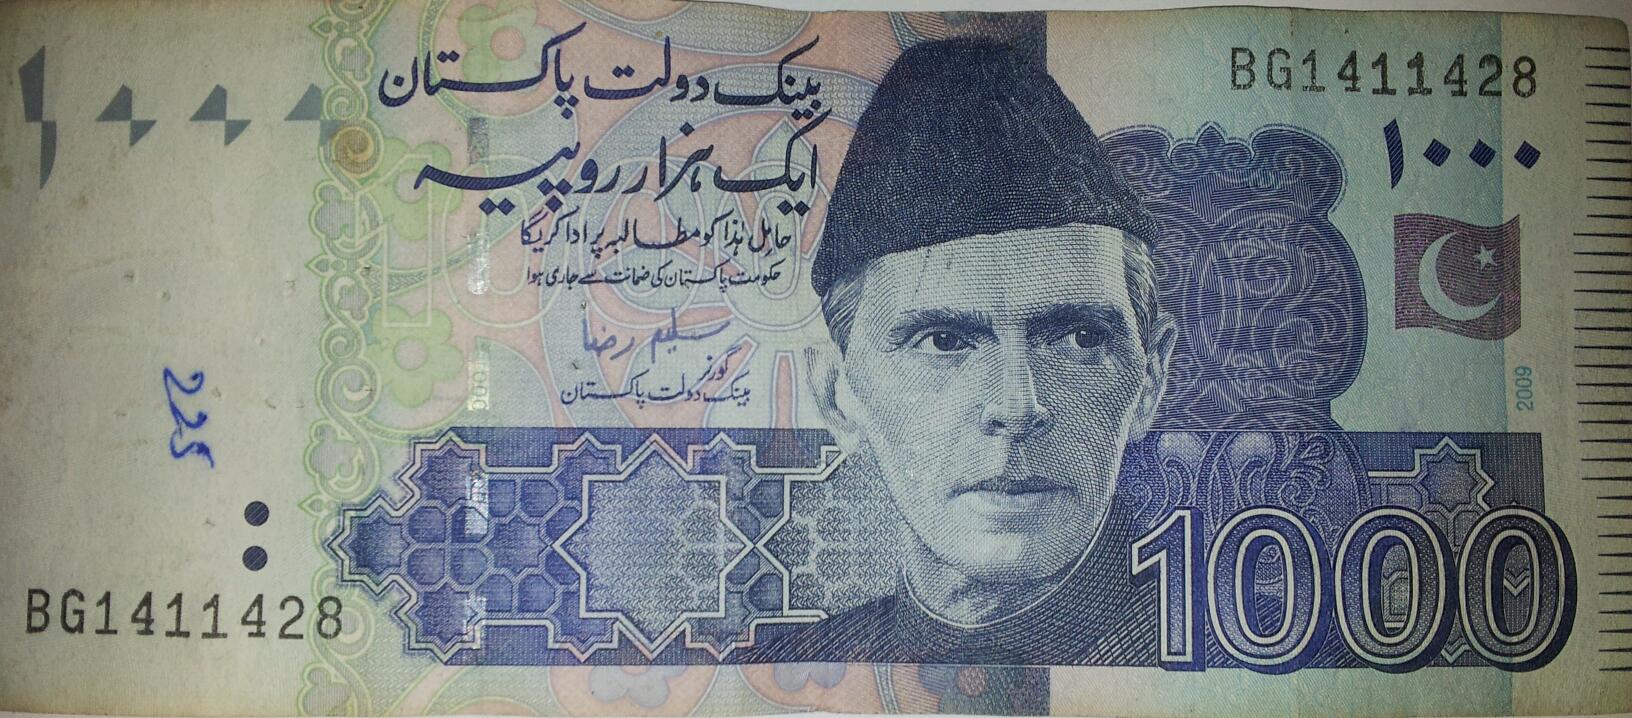 بینک دولت پاکستان
ایک ہزار روپیہ
حامل ہٰذا کو مطالبہ پر ادا کریگا
حکومت پاکستان کی ضمانت سے جاری ہوا
سلیم رضا
گورنر
بینک دولت پاکستان
BG1411428
۱۰۰۰
2009
1000
225
BG1411428